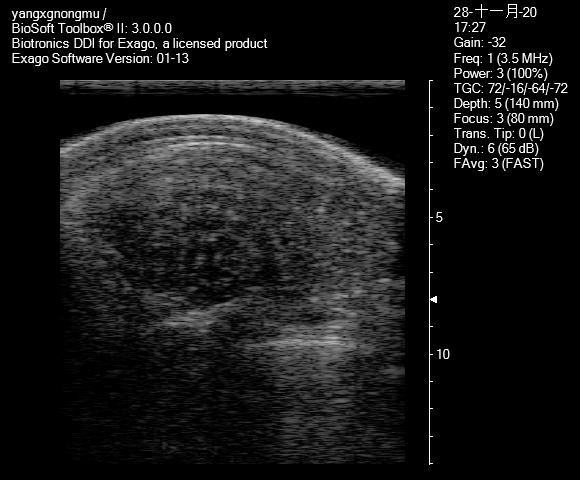 yangxgnongmu /
BioSoft Toolbox® II: 3.0.0.0
Biotronics DDI for Exago, a licensed product
Exago Software Version: 01-13
28-十一月-20
17:27
Gain: -32
Freq: 1 (3.5 MHz)
Power: 3 (100%)
TGC: 72/-16/-64/-72
Depth: 5 (140 mm)
Focus: 3 (80 mm)
Trans. Tip: 0 (L)
Dyn.: 6 (65 dB)
FAvg: 3 (FAST)
5
10